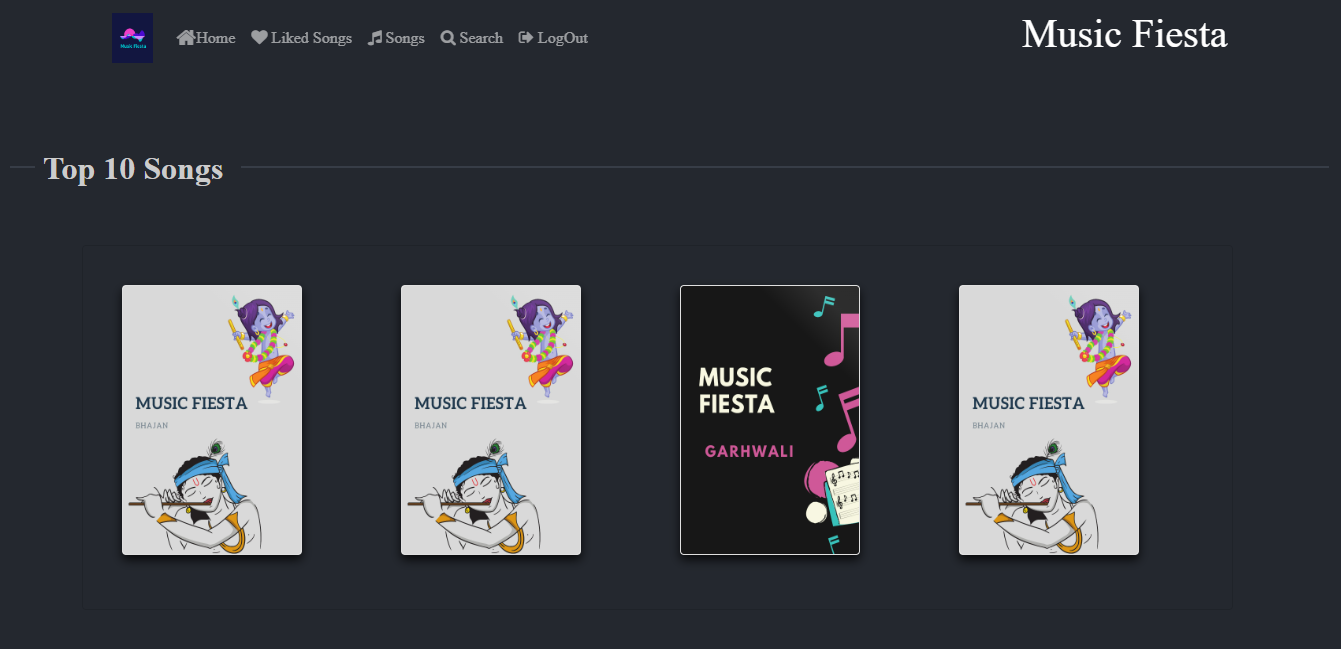 Music Fiesta
Home Liked Songs Songs Search LogOut
Music Fiesta
Top 10 Songs
MUSIC FIESTA
BHAJAN
MUSIC FIESTA
BHAJAN
MUSIC
FIESTA
GARHWALI
MUSIC FIESTA
BHAJAN